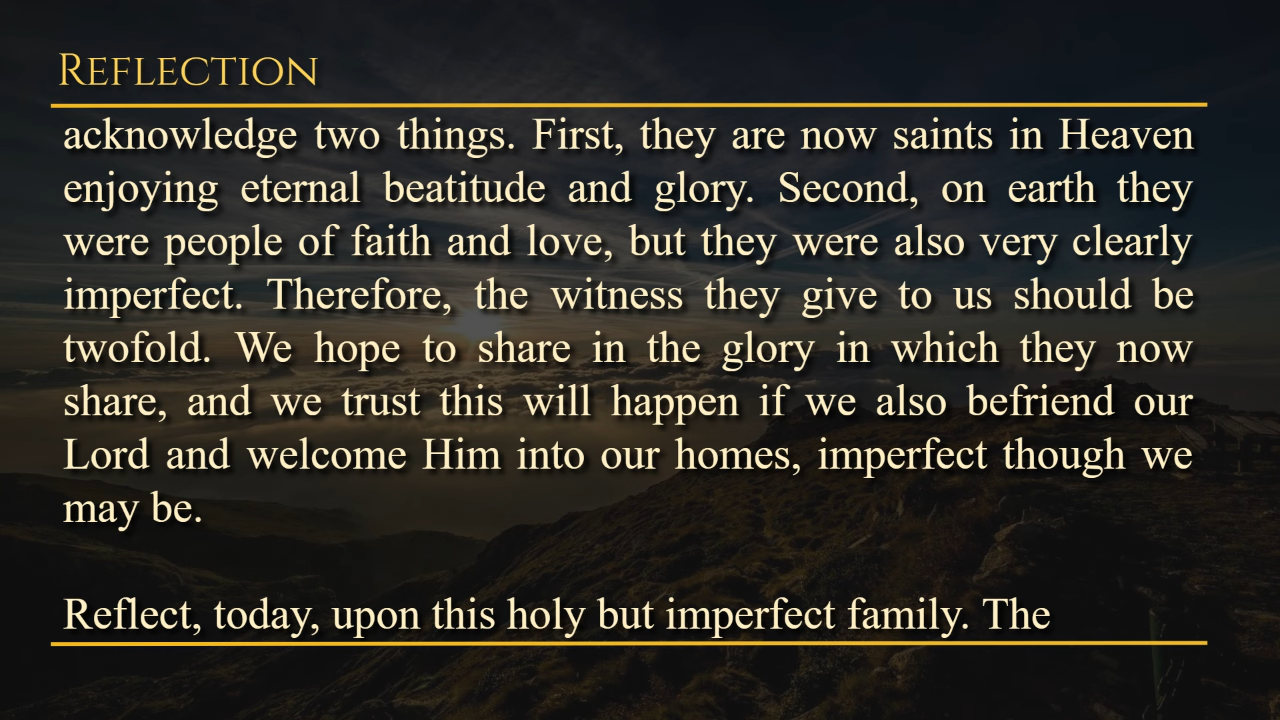 Reflection
acknowledge two things. First, they are now saints in Heaven
enjoying eternal beatitude and glory. Second, on earth they
were people of faith and love, but they were also very clearly
imperfect. Therefore, the witness they give to us should be
twofold. We hope to share in the glory in which they now
share, and we trust this will happen if we also befriend our
Lord and welcome Him into our homes, imperfect though we
may be.
Reflect, today, upon this holy but imperfect family. The